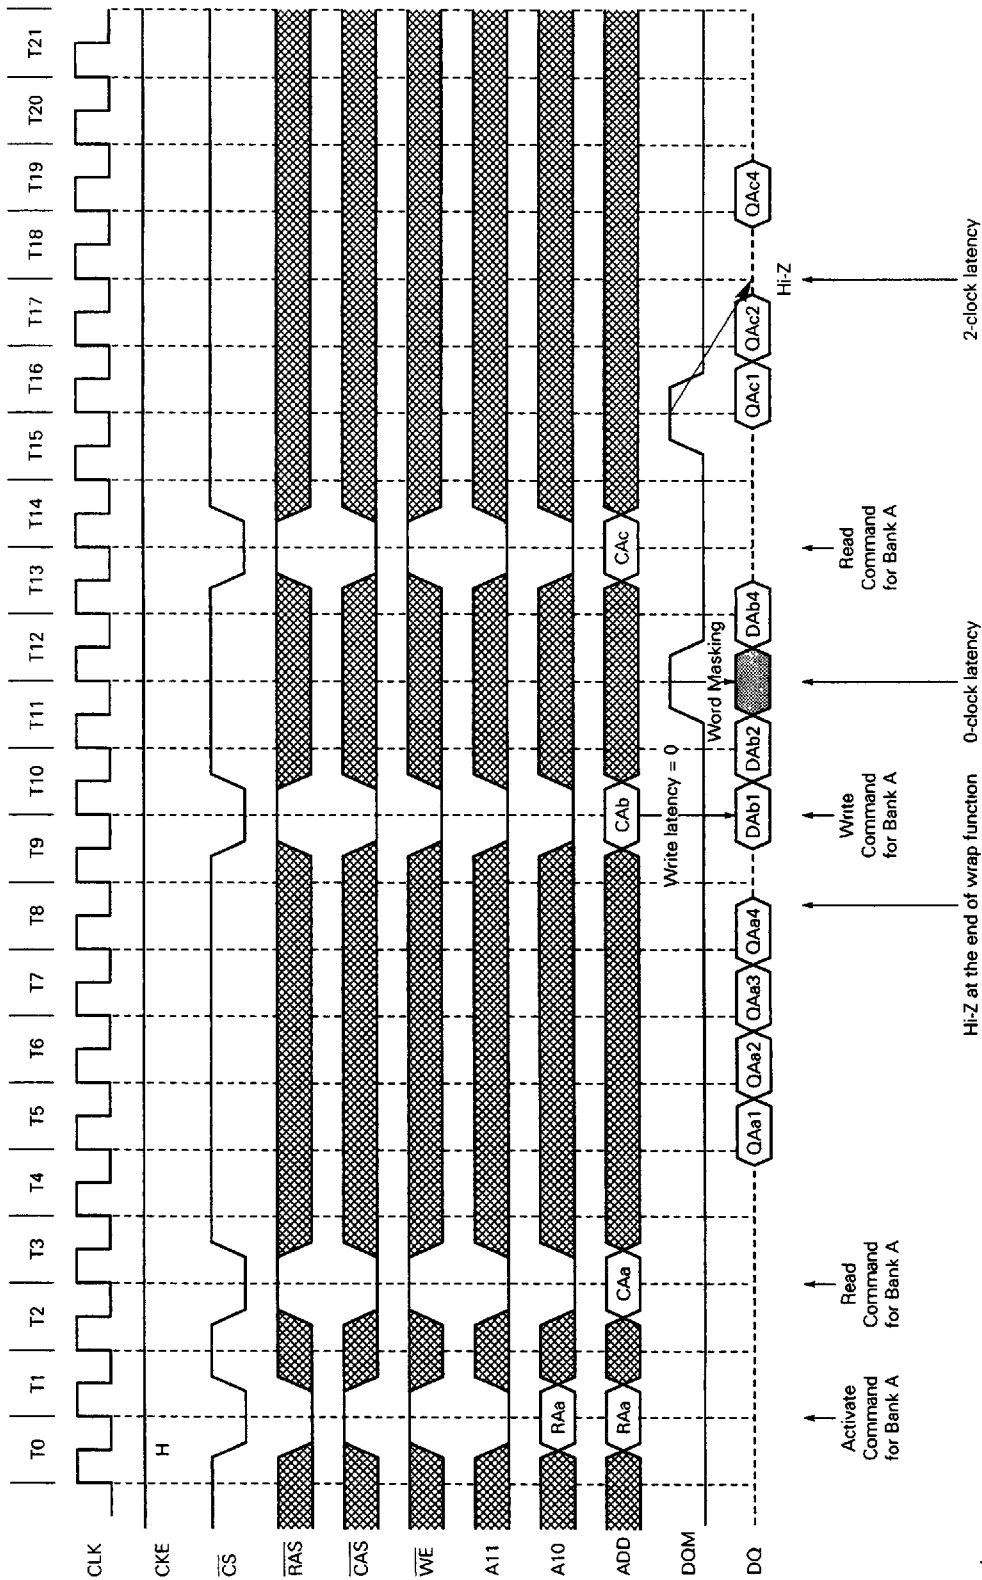 T0 T1 T2 T3 T4 T5 T6 T7 T8 T9 T10 T11 T12 T13 T14 T15 T16 T17 T18 T19 T20 T21
CLK
CKE H
CS
RAS
CAS
WE
A11
A10 RAa
ADD RAa CAa CAb CAc
Write latency = 0
DQM
Word Masking
DQ QAa1 QAa2 QAa3 QAa4 DAb1 DAb2 DAb4 QAc1 QAc2 QAc4
Hi-Z
Activate
Command
for Bank A
Read
Command
for Bank A
Write
Command
for Bank A
Read
Command
for Bank A
Hi-Z at the end of wrap function
0-clock latency
2-clock latency